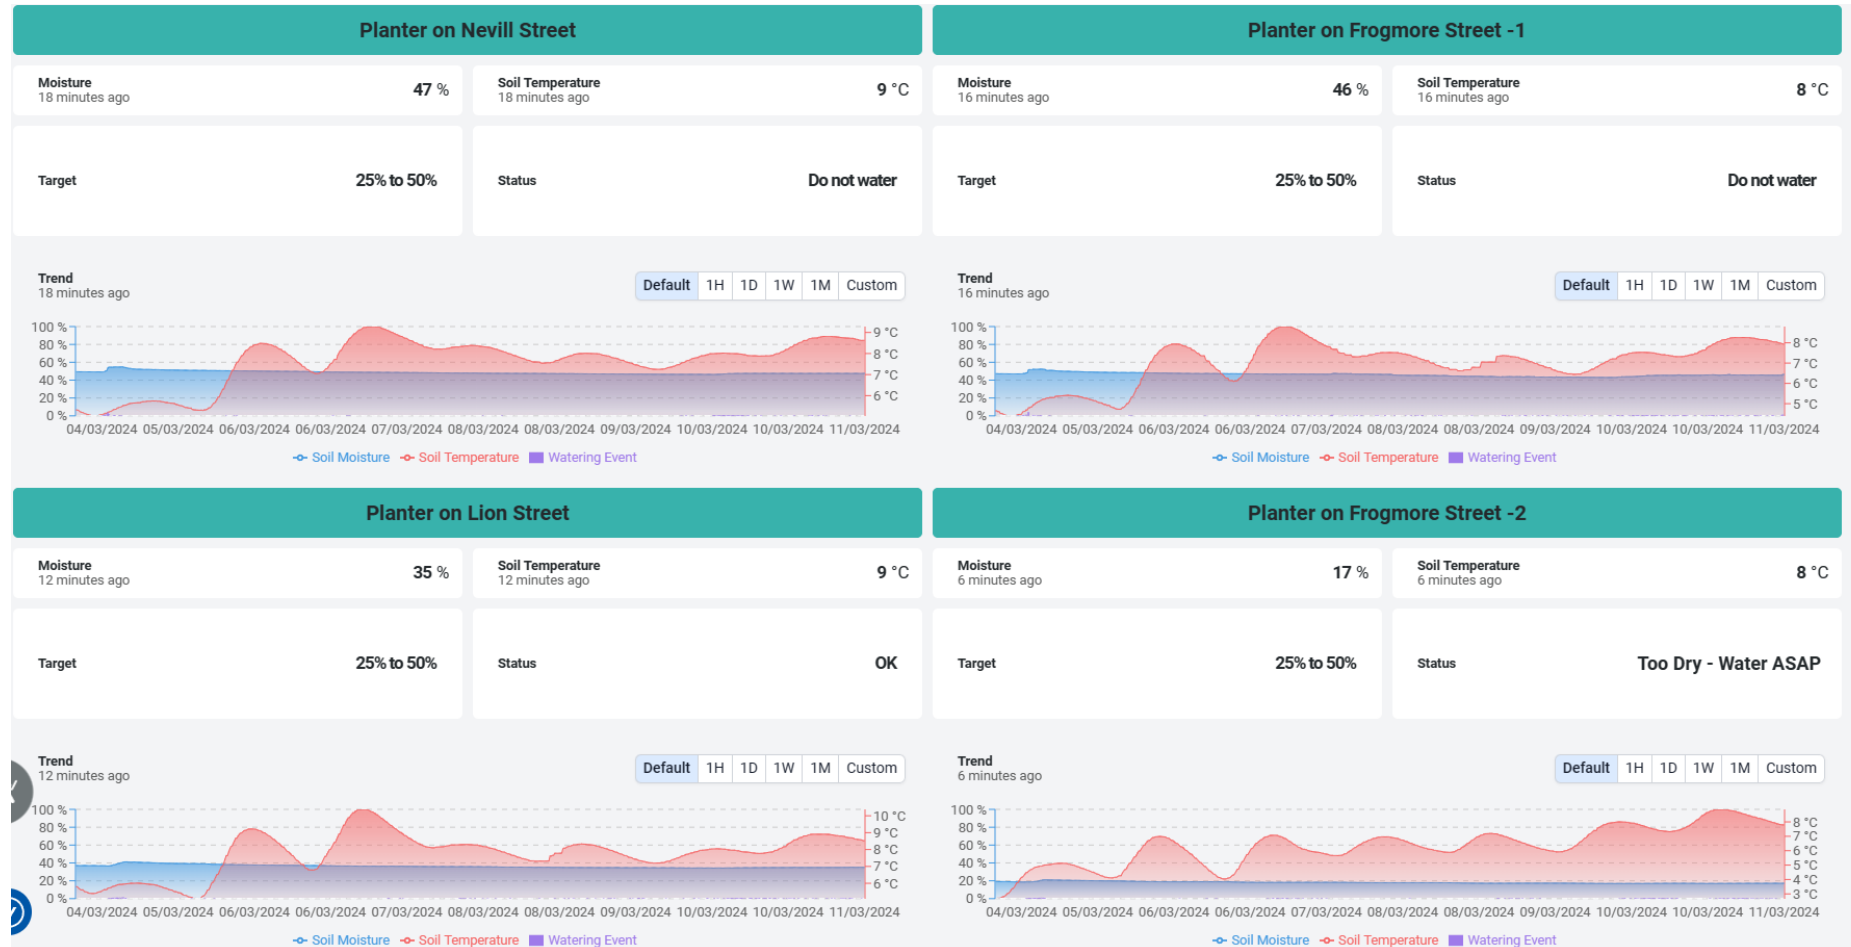 Planter on Nevill Street
Moisture
18 minutes ago
47 %
Soil Temperature
18 minutes ago
9 °C
Target
25% to 50%
Status
Do not water
Trend
18 minutes ago
Default 1H 1D 1W 1M Custom
100 %
80 %
60 %
40 %
20 %
0 %
9 °C
8 °C
7 °C
6 °C
04/03/2024 05/03/2024 06/03/2024 06/03/2024 07/03/2024 08/03/2024 08/03/2024 09/03/2024 10/03/2024 10/03/2024 11/03/2024
Soil Moisture Soil Temperature Watering Event
Planter on Frogmore Street -1
Moisture
16 minutes ago
46 %
Soil Temperature
16 minutes ago
8 °C
Target
25% to 50%
Status
Do not water
Trend
16 minutes ago
Default 1H 1D 1W 1M Custom
100 %
80 %
60 %
40 %
20 %
0 %
8 °C
7 °C
6 °C
5 °C
04/03/2024 05/03/2024 06/03/2024 06/03/2024 07/03/2024 08/03/2024 08/03/2024 09/03/2024 10/03/2024 10/03/2024 11/03/2024
Soil Moisture Soil Temperature Watering Event
Planter on Lion Street
Moisture
12 minutes ago
35 %
Soil Temperature
12 minutes ago
9 °C
Target
25% to 50%
Status
OK
Trend
12 minutes ago
Default 1H 1D 1W 1M Custom
100 %
80 %
60 %
40 %
20 %
0 %
10 °C
9 °C
8 °C
7 °C
6 °C
04/03/2024 05/03/2024 06/03/2024 06/03/2024 07/03/2024 08/03/2024 08/03/2024 09/03/2024 10/03/2024 10/03/2024 11/03/2024
Soil Moisture Soil Temperature Watering Event
Planter on Frogmore Street -2
Moisture
6 minutes ago
17 %
Soil Temperature
6 minutes ago
8 °C
Target
25% to 50%
Status
Too Dry - Water ASAP
Trend
6 minutes ago
Default 1H 1D 1W 1M Custom
100 %
80 %
60 %
40 %
20 %
0 %
8 °C
7 °C
6 °C
5 °C
4 °C
3 °C
04/03/2024 05/03/2024 06/03/2024 06/03/2024 07/03/2024 08/03/2024 08/03/2024 09/03/2024 10/03/2024 10/03/2024 11/03/2024
Soil Moisture Soil Temperature Watering Event